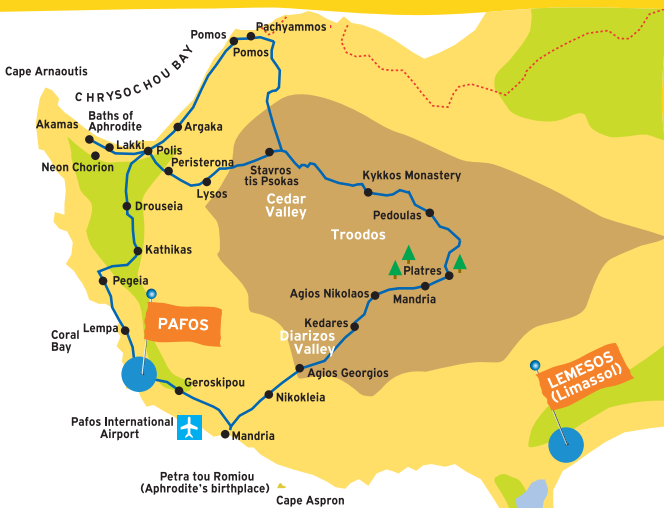 Pachyammos
Pomos
Pomos
Cape Arnaoutis
CHRYSOCHOU BAY
Baths of
Aphrodite
Akamas
Argaka
Lakki
Polis
Neon Chorion
Peristerona
Stavros
tis Psokas
Lysos
Kykkos Monastery
Cedar
Valley
Pedoulas
Drouseia
Troodos
Kathikas
Platres
Pegeia
Agios Nikolaos
Mandria
PAFOS
Lempa
Coral
Bay
Kedares
Diarizos
Valley
Agios Georgios
LEMESOS
(Limassol)
Geroskipou
Nikokleia
Pafos International
Airport
Mandria
Petra tou Romiou
(Aphrodite's birthplace)
Cape Aspron